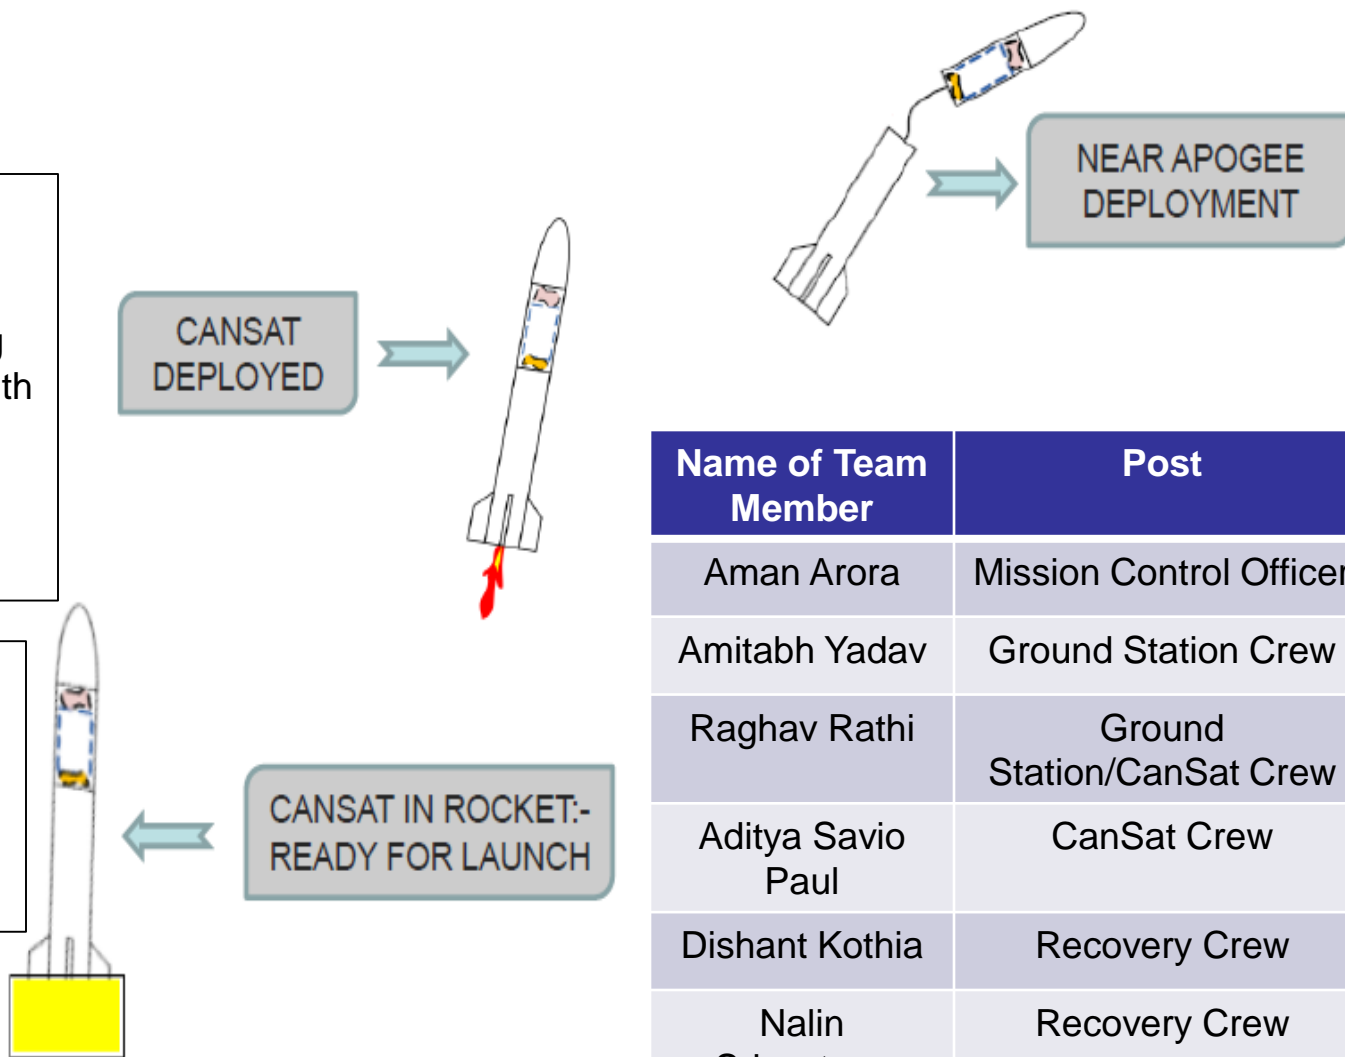 NEAR APOGEE
DEPLOYMENT
th
CANSAT
DEPLOYED
CANSAT IN ROCKET:-
READY FOR LAUNCH
Name of Team
Member
Post
Aman Arora
Mission Control Officer
Amitabh Yadav
Ground Station Crew
Raghav Rathi
Ground
Station/CanSat Crew
Aditya Savio
Paul
CanSat Crew
Dishant Kothia
Recovery Crew
Nalin
Recovery Crew